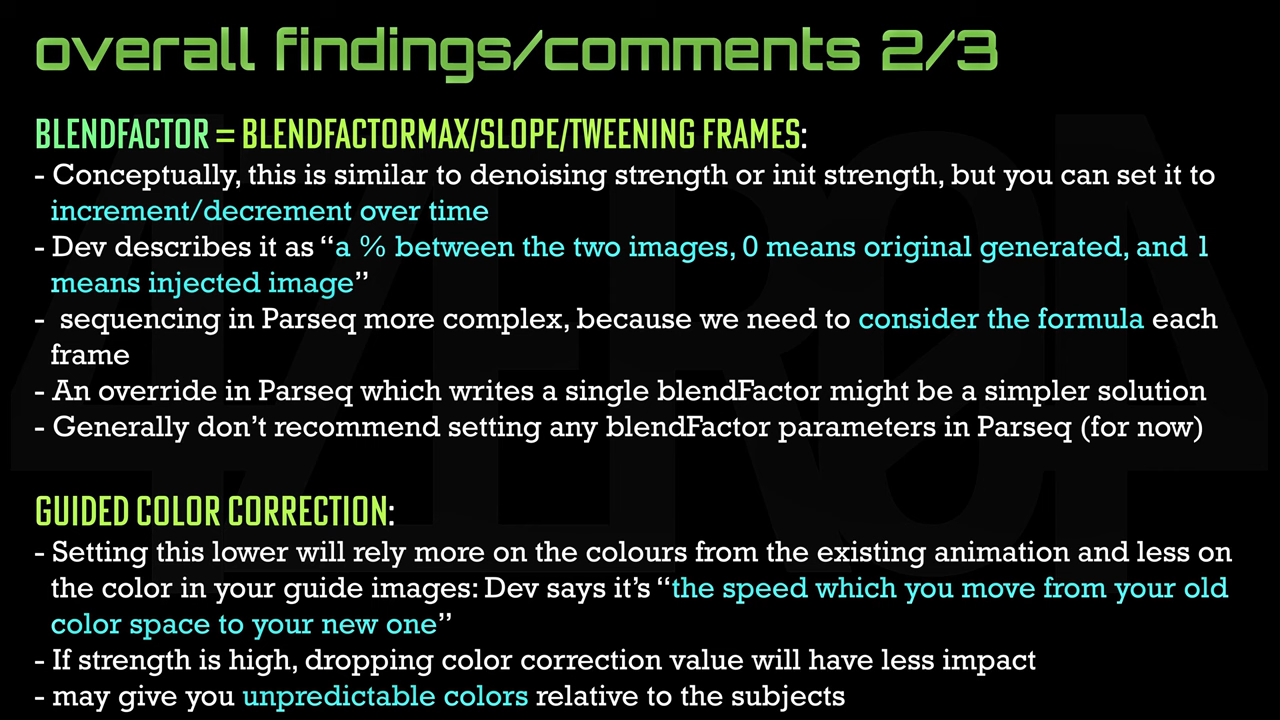 overall findings/comments 2/3
BLENDFACTOR = BLENDFACTORMAX/SLOPE/TWEENING FRAMES:
- Conceptually, this is similar to denoising strength or init strength, but you can set it to
increment/decrement over time
- Dev describes it as “a % between the two images, 0 means original generated, and 1
means injected image”
- sequencing in Parseq more complex, because we need to consider the formula each
frame
- An override in Parseq which writes a single blendFactor might be a simpler solution
- Generally don’t recommend setting any blendFactor parameters in Parseq (for now)
GUIDED COLOR CORRECTION:
- Setting this lower will rely more on the colours from the existing animation and less on
the color in your guide images: Dev says it’s “the speed which you move from your old
color space to your new one”
- If strength is high, dropping color correction value will have less impact
- may give you unpredictable colors relative to the subjects